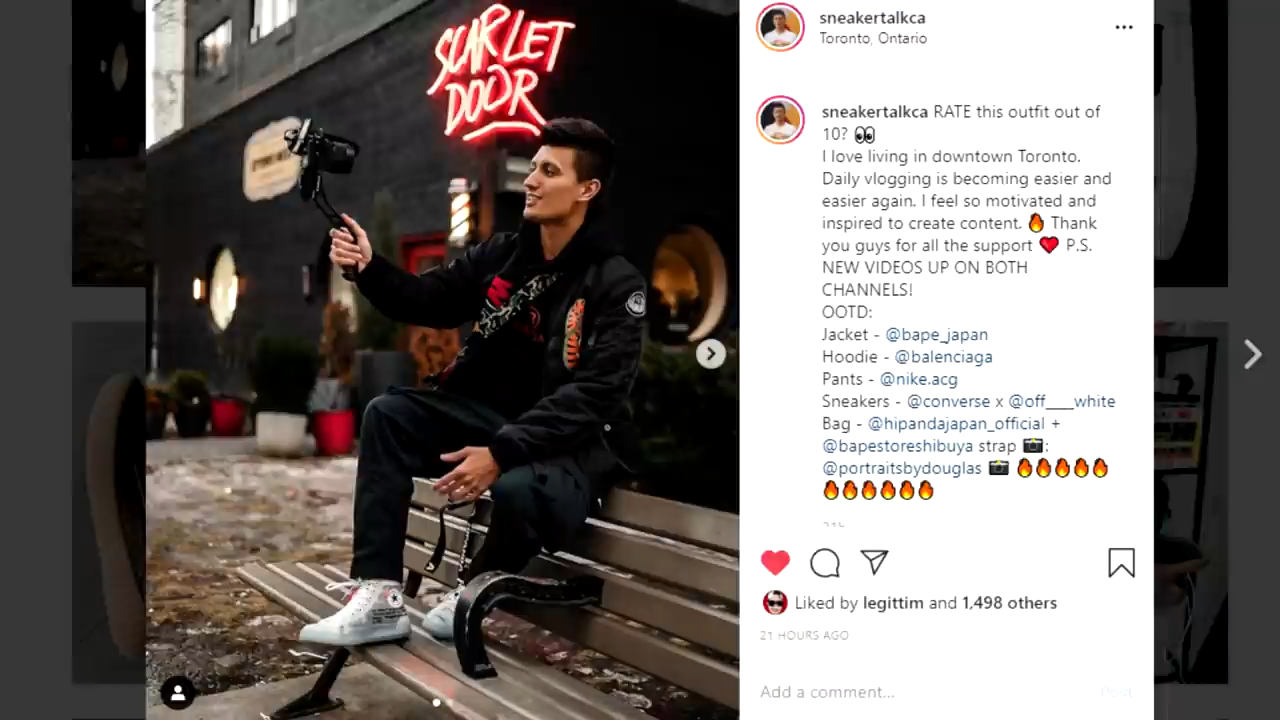 SCARLET
DOOR
sneakertalkca
Toronto, Ontario
sneakertalkca RATE this outfit out of
10? 👀
I love living in downtown Toronto.
Daily vlogging is becoming easier and
easier again. I feel so motivated and
inspired to create content. 🔥 Thank
you guys for all the support ❤️ P.S.
NEW VIDEOS UP ON BOTH
CHANNELS!
OOTD:
Jacket - @bape_japan
Hoodie - @balenciaga
Pants - @nike.acg
Sneakers - @converse x @off____white
Bag - @hipandajapan_official +
@bapestoreshibuya strap 📸:
@portraitsbydouglas 📸 🔥🔥🔥🔥🔥
🔥🔥🔥🔥🔥🔥
Liked by legittim and 1,498 others
21 HOURS AGO
Add a comment...
Post